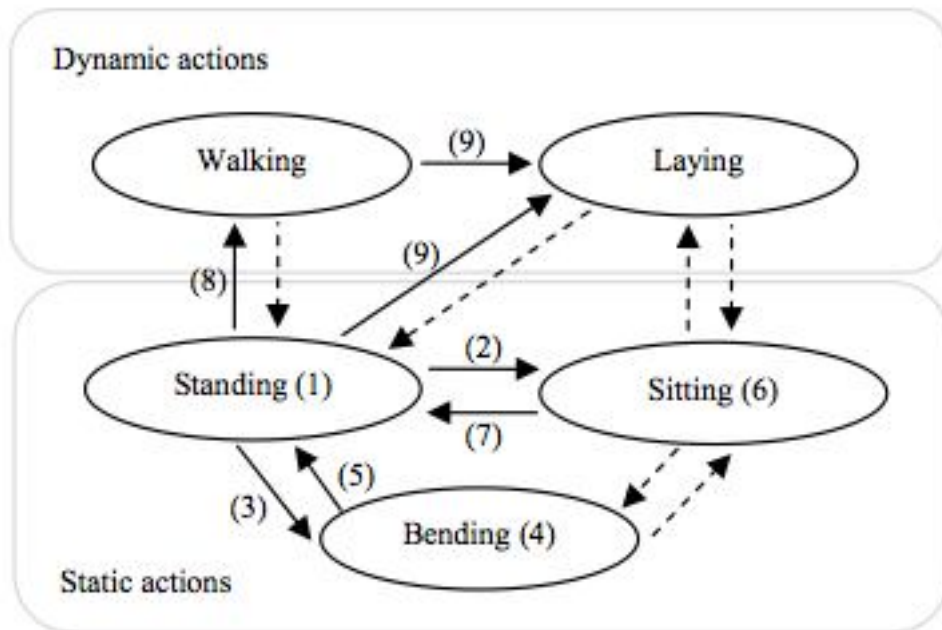 Dynamic actions
Walking
(9)
Laying
(8)
(9)
Standing (1)
(2)
Sitting (6)
(7)
(3)
(5)
Bending (4)
Static actions